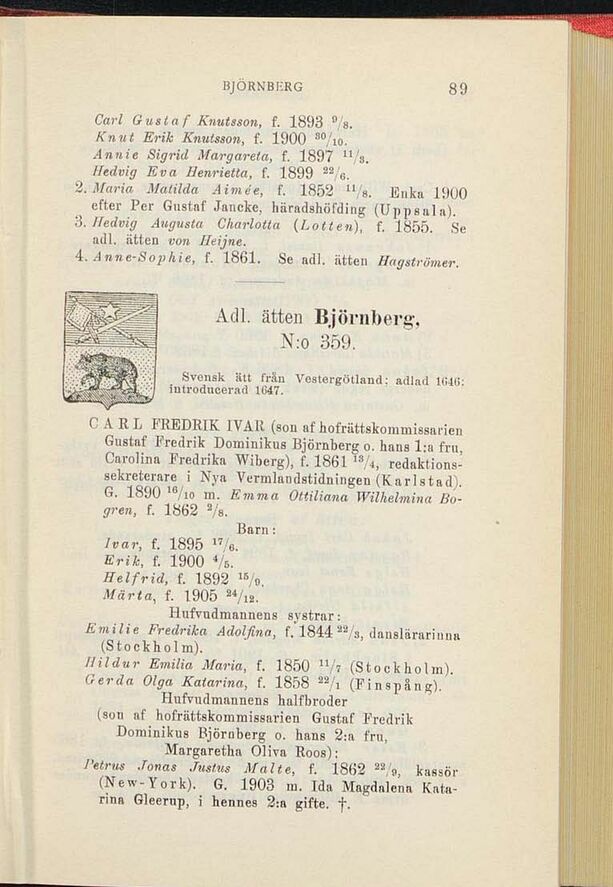 BJÖRNBERG 89
Carl Gustaf Knutsson, f. 1893 9/8.
Knut Erik Knutsson, f. 1900 30/10.
Annie Sigrid Margareta, f. 1897 11/3.
Hedvig Eva Henrietta, f. 1899 22/6.
2. Maria Matilda Aimée, f. 1852 11/8. Enka 1900
efter Per Gustaf Jancke, häradshöfding (Uppsala).
3. Hedvig Augusta Charlotta (Lotten), f. 1855. Se
adl. ätten von Heijne.
4. Anne-Sophie, f. 1861. Se adl. ätten Hagströmer.
Adl. ätten Björnberg,
N:o 359.
Svensk ätt från Vestergötland; adlad 1646;
introducerad 1647.
CARL FREDRIK IVAR (son af hofrättskommissarien
Gustaf Fredrik Dominikus Björnberg o. hans 1:a fru,
Carolina Fredrika Wiberg), f. 1861 13/4, redaktions-
sekreterare i Nya Vermlandstidningen (Karlstad).
G. 1890 16/10 m. Emma Ottiliana Wilhelmina Bo-
gren, f. 1862 2/8.
Barn:
Ivar, f. 1895 17/6.
Erik, f. 1900 4/5.
Helfrid, f. 1892 15/9.
Märta, f. 1905 24/12.
Hufvudmannens systrar:
Emilie Fredrika Adolfina, f. 1844 22/3, danslärarinna
(Stockholm).
Hildur Emilia Maria, f. 1850 11/7 (Stockholm).
Gerda Olga Katarina, f. 1858 22/1 (Finspång).
Hufvudmannens halfbroder
(son af hofrättskommissarien Gustaf Fredrik
Dominikus Björnberg o. hans 2:a fru,
Margaretha Oliva Roos):
Petrus Jonas Justus Malte, f. 1862 22/9, kassör
(New-York). G. 1903 m. Ida Magdalena Kata-
rina Gleerup, i hennes 2:a gifte. †.